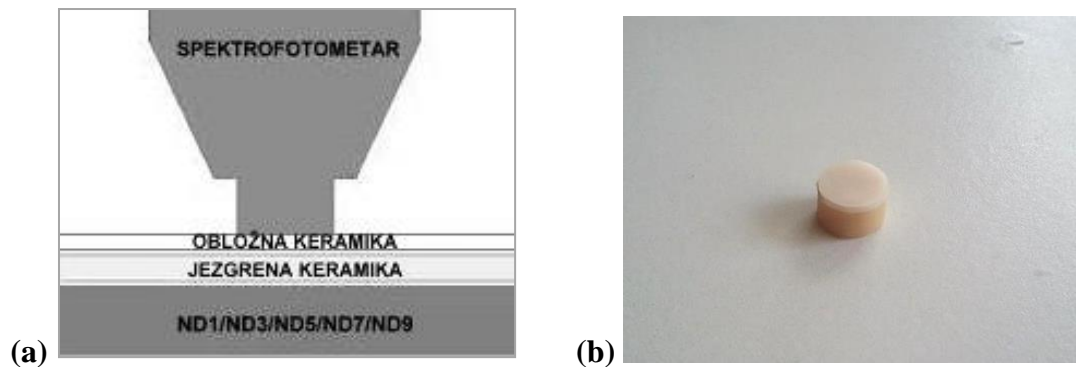 SPEKTROFOTOMETAR
OBLOŽNA KERAMIKA
JEZGRENA KERAMIKA
ND1/ND3/ND5/ND7/ND9
(a)
(b)